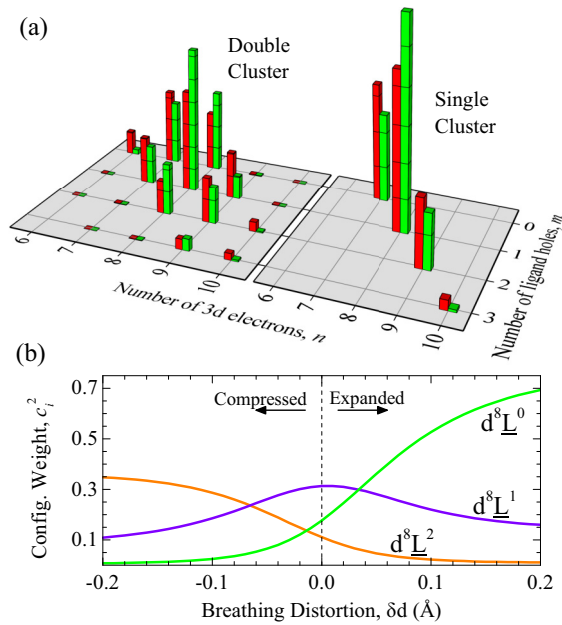 (a)
Double
Cluster
Single
Cluster
6
7
8
9
10
Number of 3d electrons, n
6
7
8
9
10
0
1
2
3
Number of ligand holes, m
(b)
Config. Weight, c_i^2
0.7
0.5
0.3
0.1
Compressed
Expanded
d^8L^0
d^8L^1
d^8L^2
-0.2
-0.1
0.0
0.1
0.2
Breathing Distortion, δd (Å)